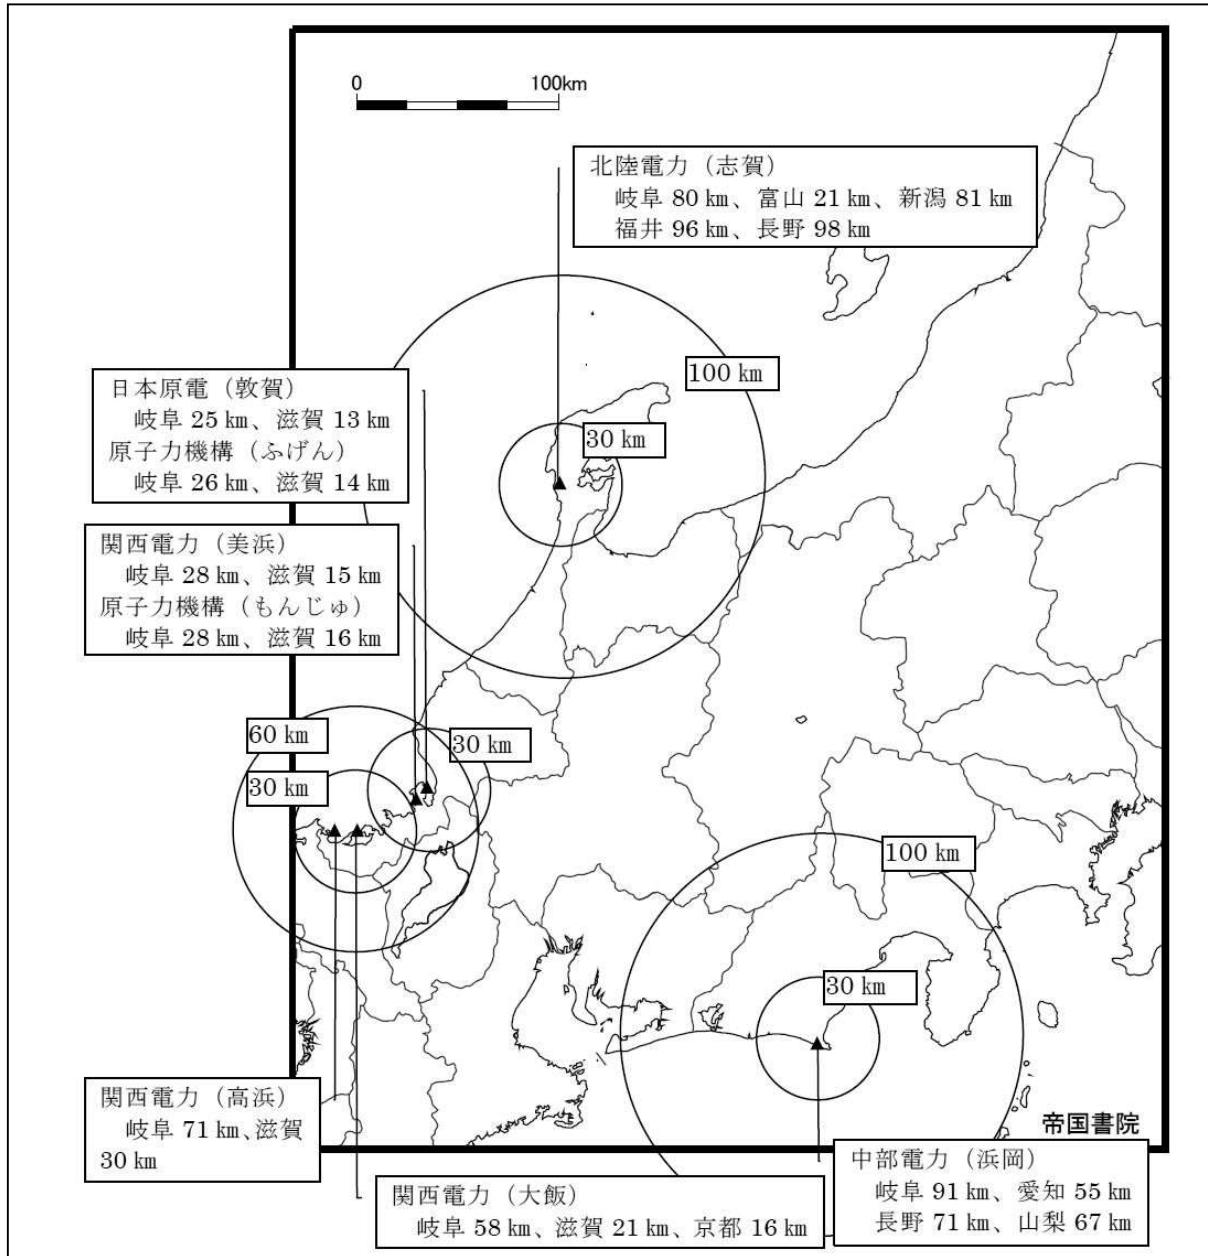 0 100km
北陸電力（志賀）
岐阜 80 ㎞、富山 21 ㎞、新潟 81 ㎞
福井 96 ㎞、長野 98 ㎞
100 ㎞
30 ㎞
日本原電（敦賀）
岐阜 25 ㎞、滋賀 13 ㎞
原子力機構（ふげん）
岐阜 26 ㎞、滋賀 14 ㎞
関西電力（美浜）
岐阜 28 ㎞、滋賀 15 ㎞
原子力機構（もんじゅ）
岐阜 28 ㎞、滋賀 16 ㎞
60 ㎞
30 ㎞
30 ㎞
100 ㎞
30 ㎞
関西電力（高浜）
岐阜 71 ㎞、滋賀
30 ㎞
帝国書院
関西電力（大飯）
岐阜 58 ㎞、滋賀 21 ㎞、京都 16 ㎞
中部電力（浜岡）
岐阜 91 ㎞、愛知 55 ㎞
長野 71 ㎞、山梨 67 ㎞